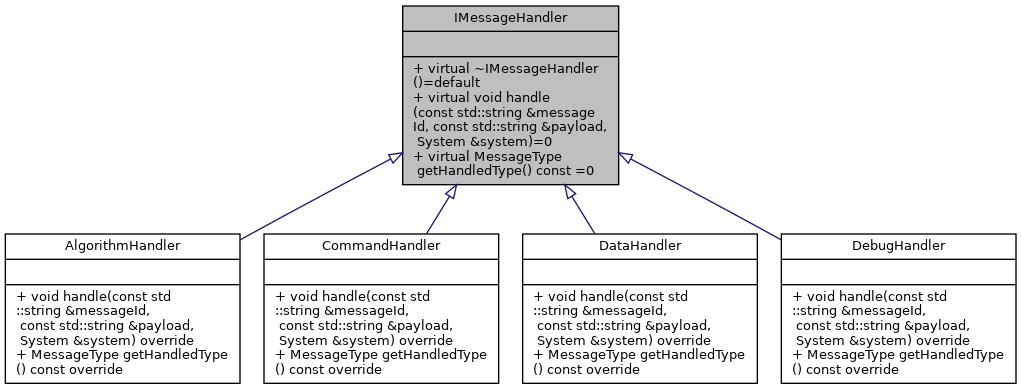 IMessageHandler
+ virtual ~IMessageHandler
()=default
+ virtual void handle
(const std::string &message
Id, const std::string &payload,
System &system)=0
+ virtual MessageType
getHandledType() const =0
AlgorithmHandler
+ void handle(const std
::string &messageId,
const std::string &payload,
System &system) override
+ MessageType getHandledType
() const override
CommandHandler
+ void handle(const std
::string &messageId,
const std::string &payload,
System &system) override
+ MessageType getHandledType
() const override
DataHandler
+ void handle(const std
::string &messageId,
const std::string &payload,
System &system) override
+ MessageType getHandledType
() const override
DebugHandler
+ void handle(const std
::string &messageId,
const std::string &payload,
System &system) override
+ MessageType getHandledType
() const override